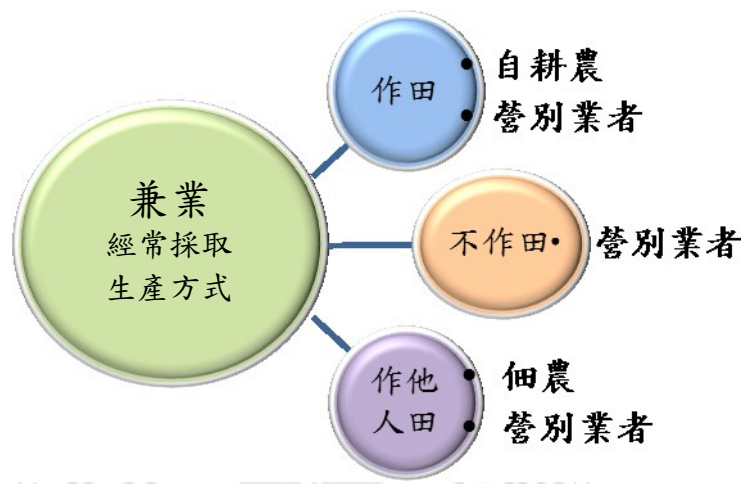 兼業
經常採取
生產方式
作田
• 自耕農
• 營別業者
不作田
• 營別業者
作他
人田
• 佃農
• 營別業者